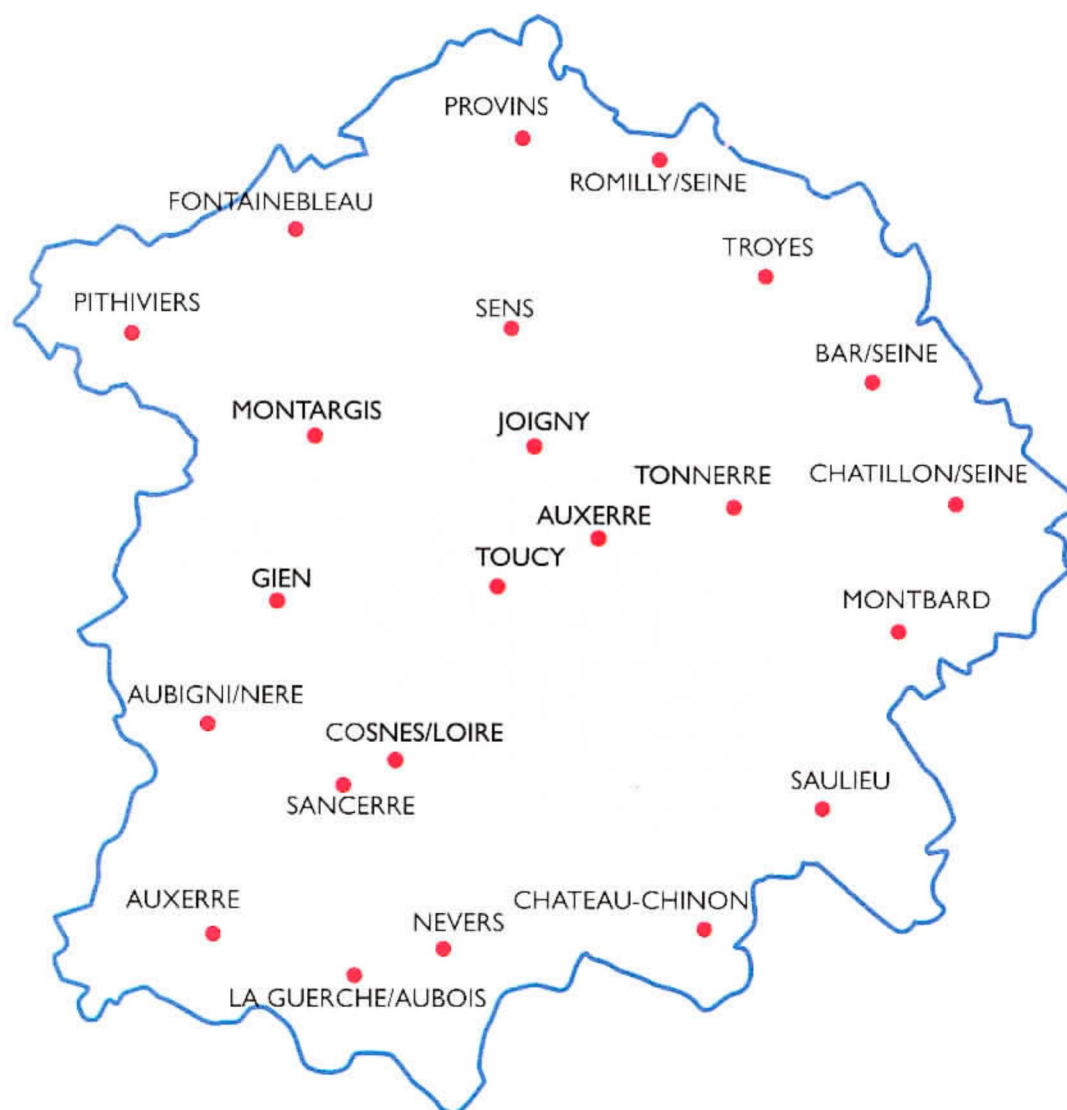 PROVINS
ROMILLY/SEINE
FONTAINEBLEAU
TROYES
PITHIVIERS
SENS
BAR/SEINE
MONTARGIS
JOIGNY
TONNERRE
CHATILLON/SEINE
AUXERRE
TOUCY
GIEN
MONTBARD
AUBIGNI/NERE
COSNES/LOIRE
SAULIEU
SANCERRE
AUXERRE
CHATEAU-CHINON
NEVERS
LA GUERCHE/AUBOIS